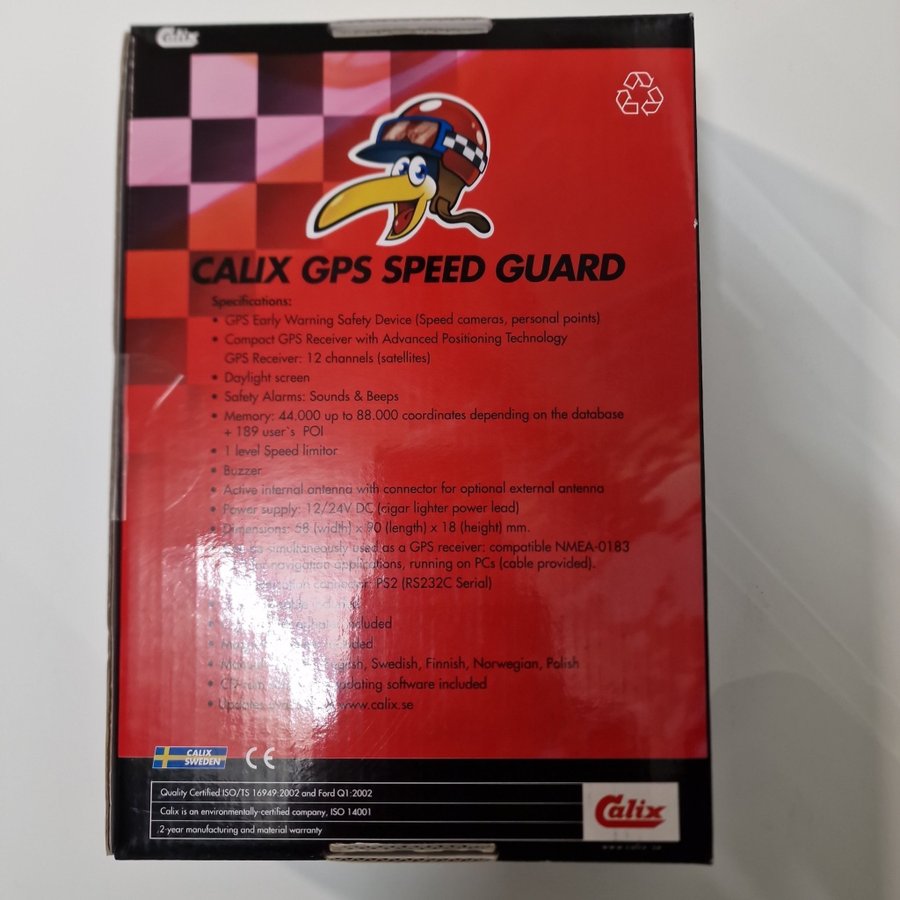 Calix
CALIX GPS SPEED GUARD
Specifications:
• GPS Early Warning Safety Device (Speed cameras, personal points)
• Compact GPS Receiver with Advanced Positioning Technology
GPS Receiver: 12 channels (satellites)
• Daylight screen
• Safety Alarms: Sounds & Beeps
• Memory: 44.000 up to 88.000 coordinates depending on the database
+ 189 user`s POI
• 1 level Speed limitor
• Buzzer
• Active internal antenna with connector for optional external antenna
• Power supply: 12/24V DC (cigar lighter power lead)
• Dimensions: 58 (width) x 90 (length) x 18 (height) mm.
simultaneously used as a GPS receiver: compatible NMEA-0183
navigation applications, running on PCs (cable provided).
PS2 (RS232C Serial)
included
Swedish, Finnish, Norwegian, Polish
updating software included
• Updates www.calix.se
CALIX
SWEDEN
CE
Quality Certified ISO/TS 16949:2002 and Ford Q1:2002
Calix is an environmentally-certified company, ISO 14001
2-year manufacturing and material warranty
Calix
www.calix.se